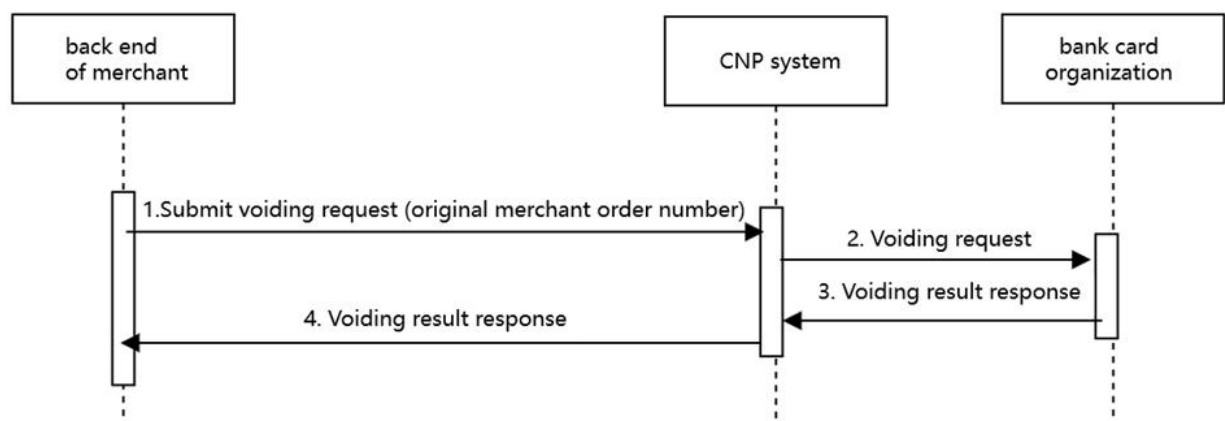 back end
of merchant
CNP system
bank card
organization
1.Submit voiding request (original merchant order number)
2. Voiding request
3. Voiding result response
4. Voiding result response